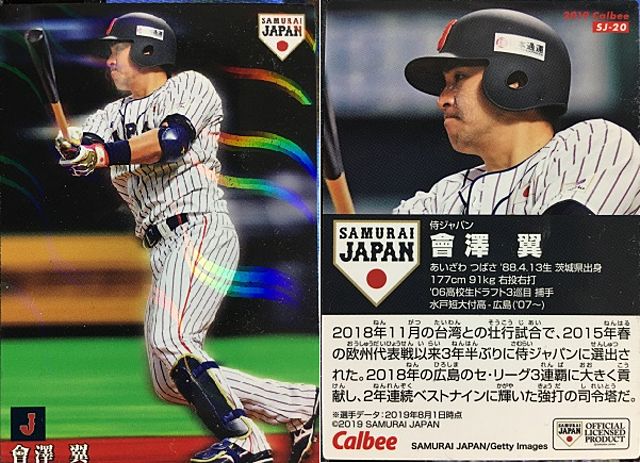 SAMURAI
JAPAN
J
會澤 翼
2019 Calbee
SJ-20
通運
SAMURAI
JAPAN
侍ジャパン
會澤 翼
あいざわ つばさ '88.4.13生 茨城県出身
177cm 91kg 右投右打
'06高校生ドラフト3巡目 捕手
水戸短大付高-広島('07~)
2018年11月の台湾との壮行試合で、2015年春
の欧州代表戦以来3年半ぶりに侍ジャパンに選出さ
れた。2018年の広島のセ・リーグ3連覇に大きく貢
献し、2年連続ベストナインに輝いた強打の司令塔だ。
※選手データ:2019年8月1日時点
©2019 SAMURAI JAPAN
Calbee
SAMURAI JAPAN/Getty Images
SAMURAI
JAPAN
OFFICIAL
LICENSED
PRODUCT